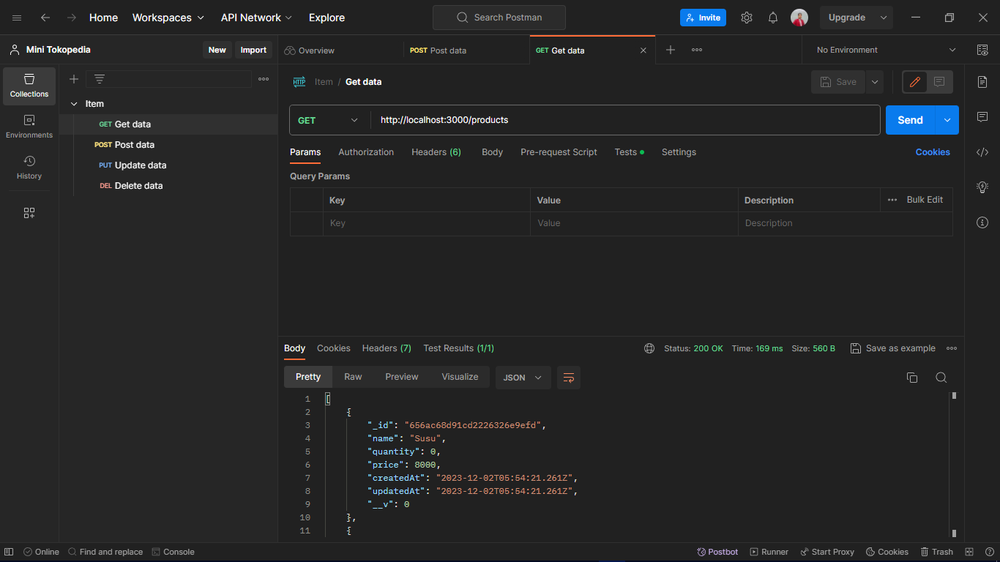 Home Workspaces API Network Explore Search Postman Invite Upgrade
Mini Tokopedia New Import Overview POST Post data GET Get data No Environment
Collections
Environments
History
Item
GET Get data
POST Post data
PUT Update data
DEL Delete data
HTTP Item / Get data Save
GET http://localhost:3000/products Send
Params Authorization Headers (6) Body Pre-request Script Tests Settings Cookies
Query Params
Key Value Description Bulk Edit
Key Value Description
Body Cookies Headers (7) Test Results (1/1) Status: 200 OK Time: 169 ms Size: 560 B Save as example
Pretty Raw Preview Visualize JSON
1 [
2 {
3 "_id": "656ac68d91cd2226326e9efd",
4 "name": "Susu",
5 "quantity": 0,
6 "price": 8000,
7 "createdAt": "2023-12-02T05:54:21.261Z",
8 "updatedAt": "2023-12-02T05:54:21.261Z",
9 "__v": 0
10 },
11 {
Online Find and replace Console Postbot Runner Start Proxy Cookies Trash